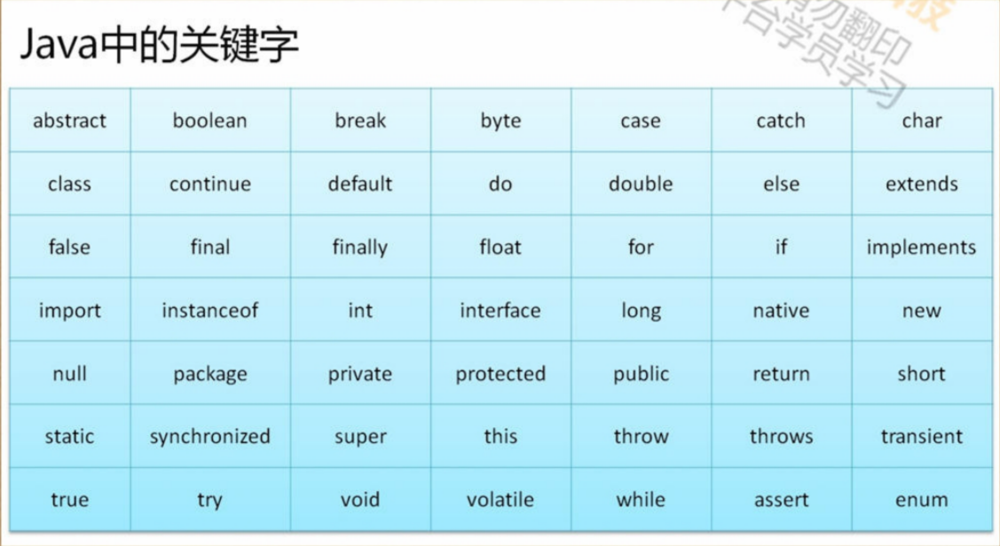 Java中的关键字
勿翻印
台学员学习
abstract boolean break byte case catch char
class continue default do double else extends
false final finally float for if implements
import instanceof int interface long native new
null package private protected public return short
static synchronized super this throw throws transient
true try void volatile while assert enum